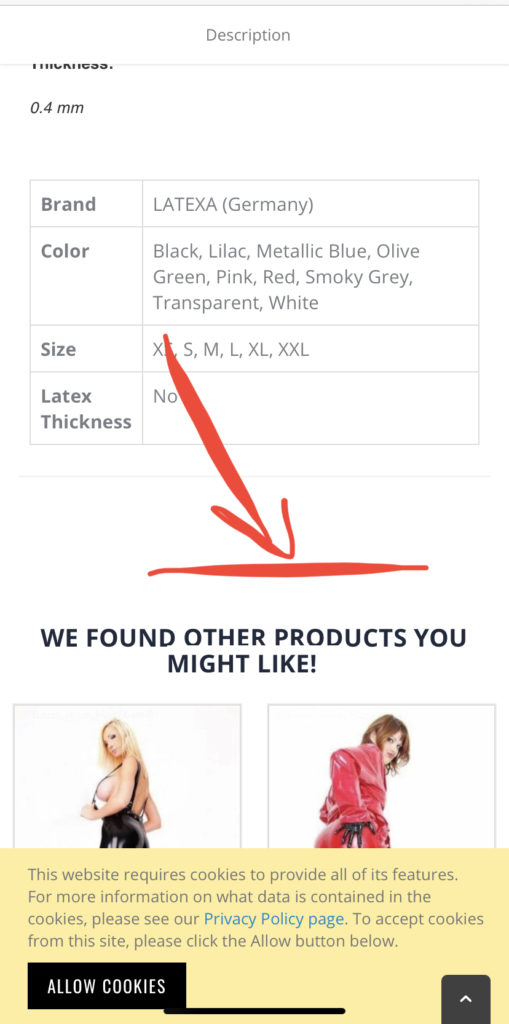 Description
Thickness:
0.4 mm
Brand LATEXA (Germany)
Color Black, Lilac, Metallic Blue, Olive
Green, Pink, Red, Smoky Grey,
Transparent, White
Size XS, S, M, L, XL, XXL
Latex No
Thickness
WE FOUND OTHER PRODUCTS YOU
MIGHT LIKE!
This website requires cookies to provide all of its features.
For more information on what data is contained in the
cookies, please see our Privacy Policy page. To accept cookies
from this site, please click the Allow button below.
ALLOW COOKIES